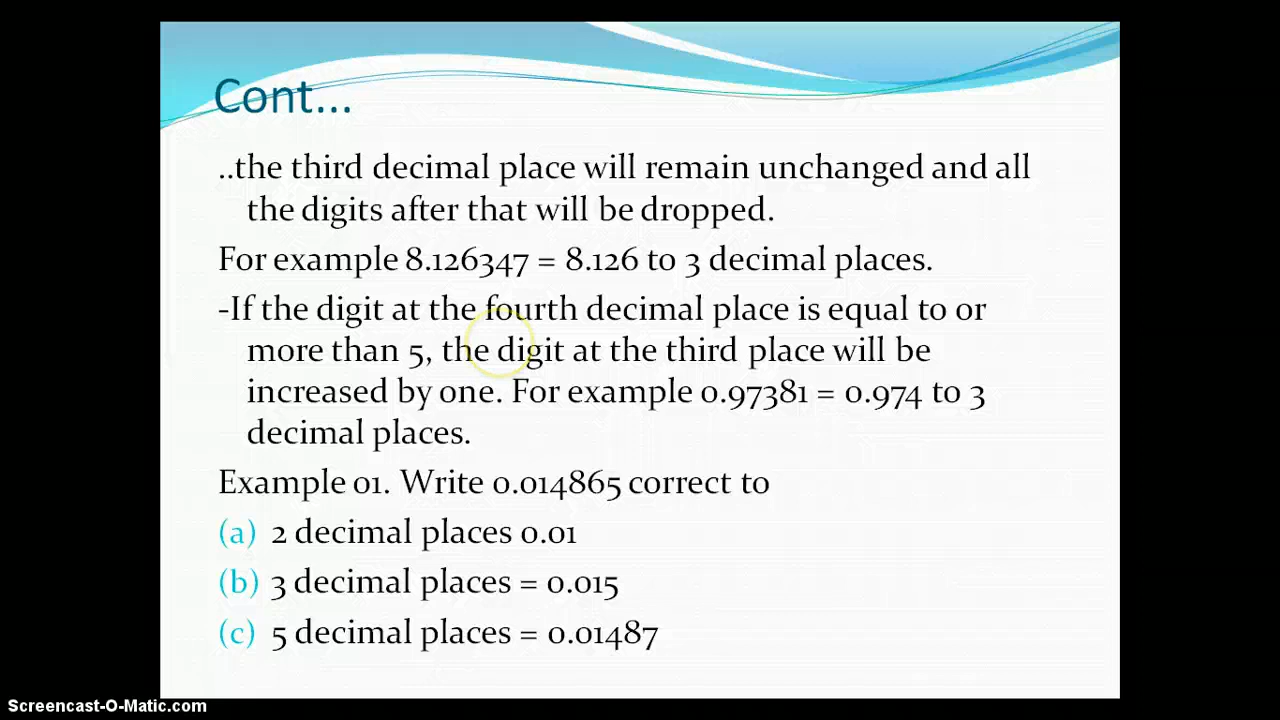 Cont...
..the third decimal place will remain unchanged and all
the digits after that will be dropped.
For example 8.126347 = 8.126 to 3 decimal places.
-If the digit at the fourth decimal place is equal to or
more than 5, the digit at the third place will be
increased by one. For example 0.97381 = 0.974 to 3
decimal places.
Example 01. Write 0.014865 correct to
(a) 2 decimal places 0.01
(b) 3 decimal places = 0.015
(c) 5 decimal places = 0.01487
Screencast-O-Matic.com